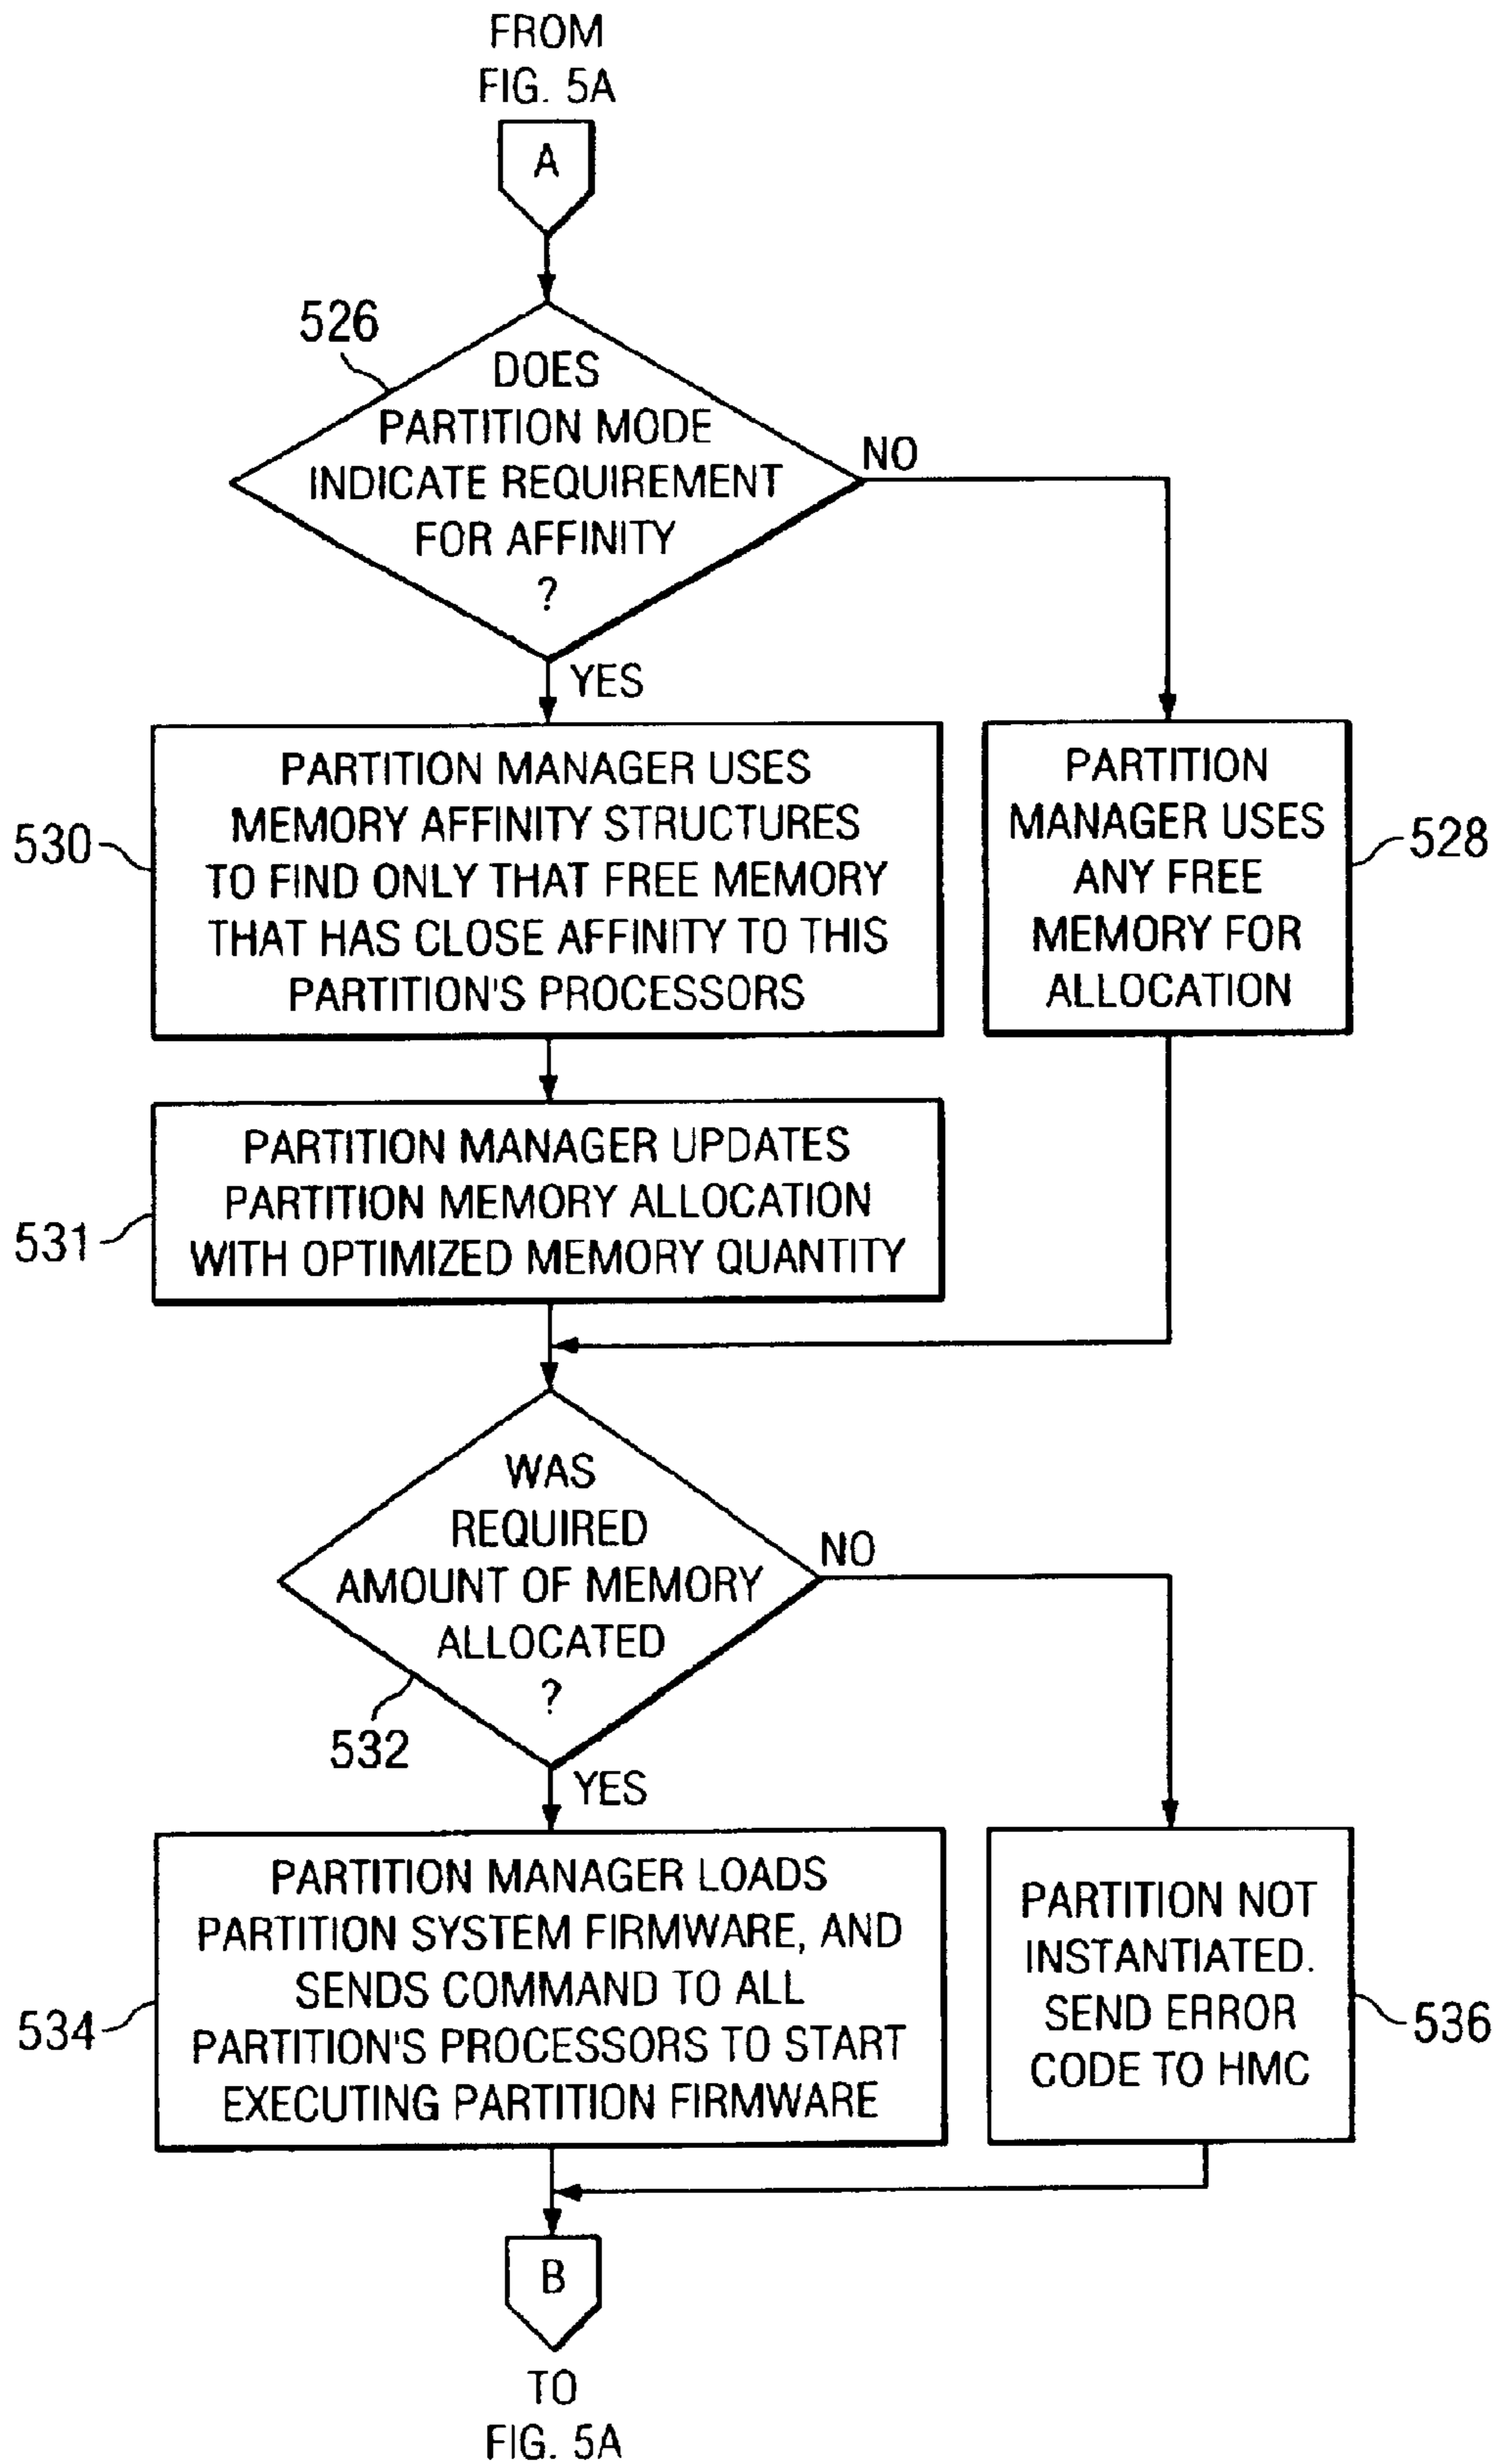 FROM
FIG. 5A
A
526
DOES
PARTITION MODE
INDICATE REQUIREMENT
FOR AFFINITY
?
NO
YES
530
PARTITION MANAGER USES
MEMORY AFFINITY STRUCTURES
TO FIND ONLY THAT FREE MEMORY
THAT HAS CLOSE AFFINITY TO THIS
PARTITION'S PROCESSORS
PARTITION
MANAGER USES
ANY FREE
MEMORY FOR
ALLOCATION
528
531
PARTITION MANAGER UPDATES
PARTITION MEMORY ALLOCATION
WITH OPTIMIZED MEMORY QUANTITY
WAS
REQUIRED
AMOUNT OF MEMORY
ALLOCATED
?
NO
532
YES
534
PARTITION MANAGER LOADS
PARTITION SYSTEM FIRMWARE, AND
SENDS COMMAND TO ALL
PARTITION'S PROCESSORS TO START
EXECUTING PARTITION FIRMWARE
PARTITION NOT
INSTANTIATED.
SEND ERROR
CODE TO HMC
536
B
TO
FIG. 5A